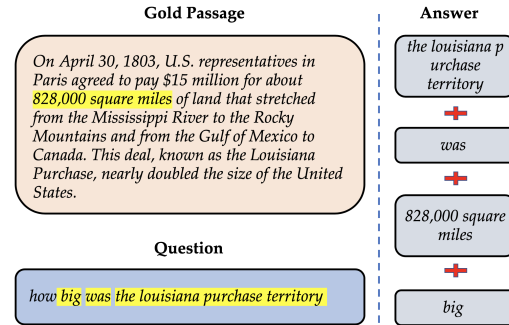 Gold Passage
On April 30, 1803, U.S. representatives in
Paris agreed to pay $15 million for about
828,000 square miles of land that stretched
from the Mississippi River to the Rocky
Mountains and from the Gulf of Mexico to
Canada. This deal, known as the Louisiana
Purchase, nearly doubled the size of the United
States.
Question
how big was the louisiana purchase territory
Answer
the louisiana p
urchase
territory
was
828,000 square
miles
big